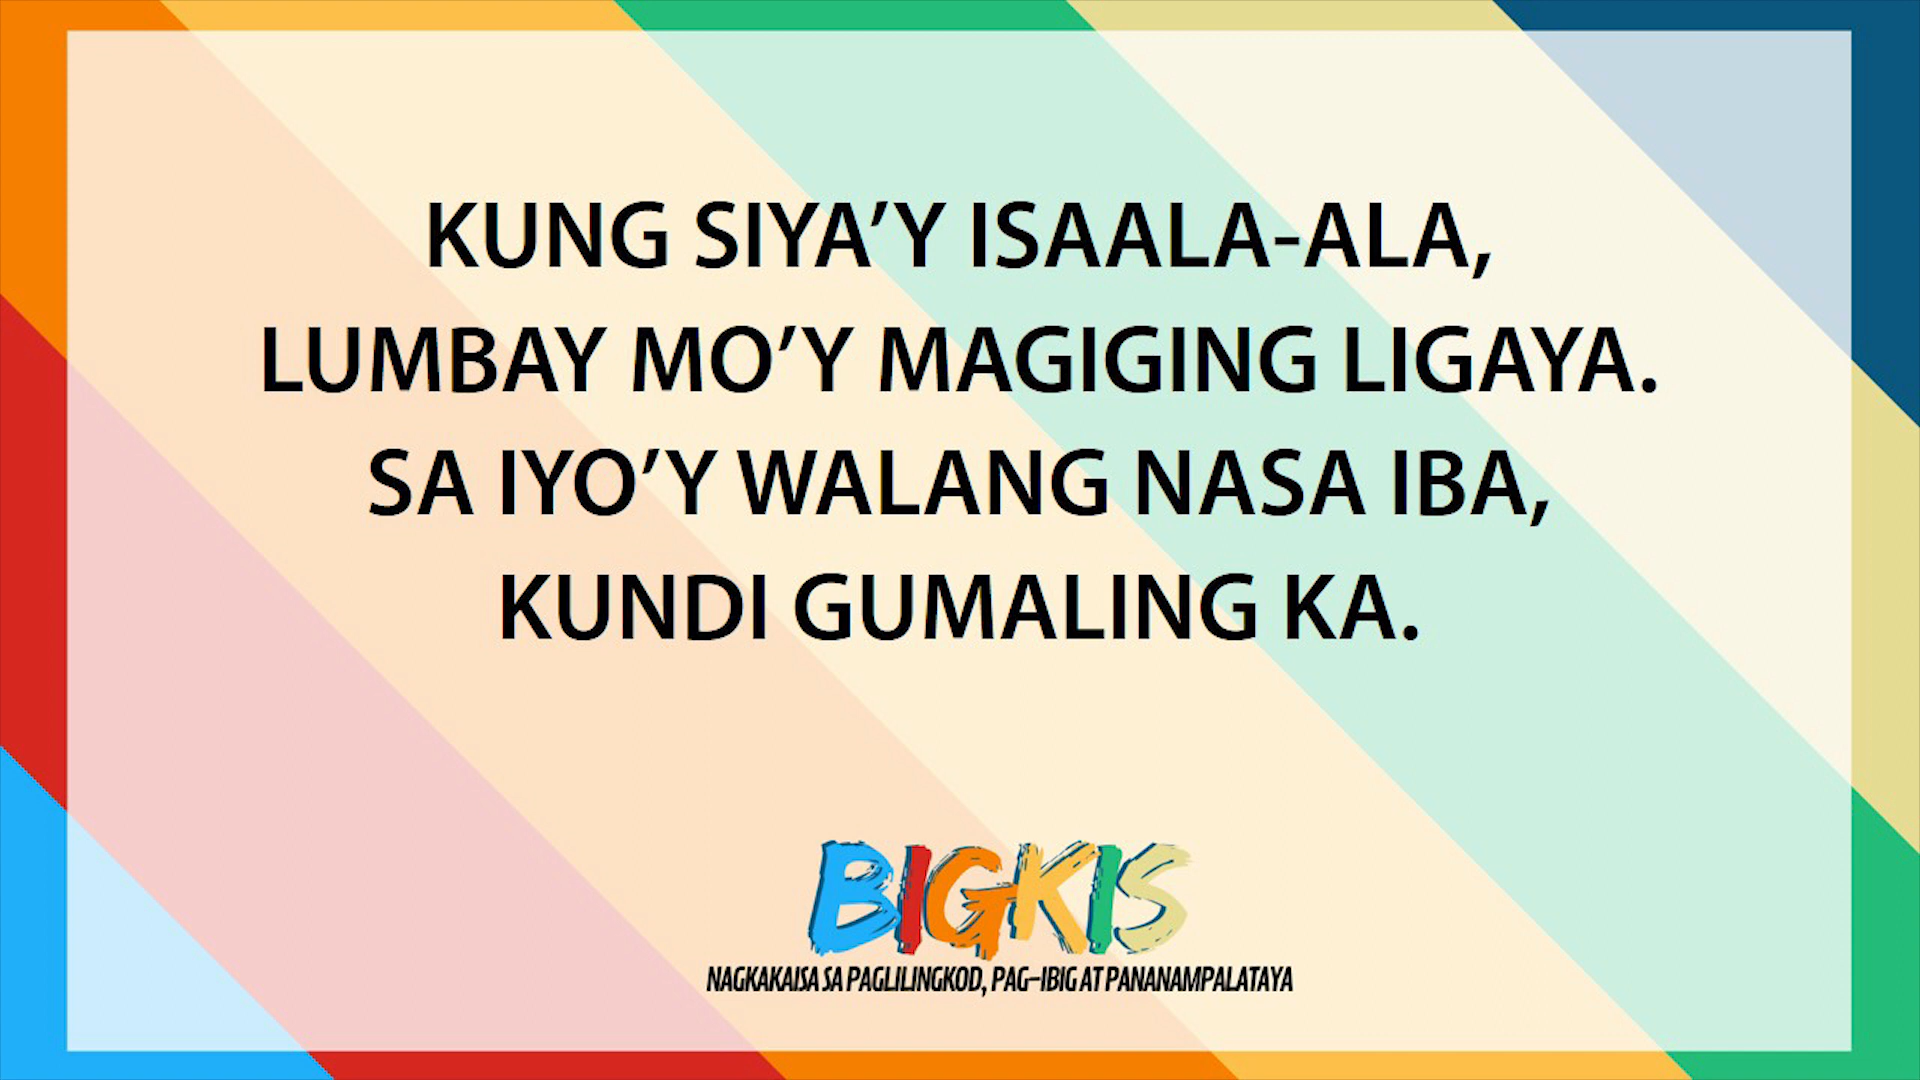 KUNG SIYA’Y ISAALA-ALA,
LUMBAY MO’Y MAGIGING LIGAYA.
SA IYO’Y WALANG NASA IBA,
KUNDI GUMALING KA.
BIGKIS
NAGKAKAISA SA PAGLILINGKOD, PAG-IBIG AT PANANAMPALATAYA